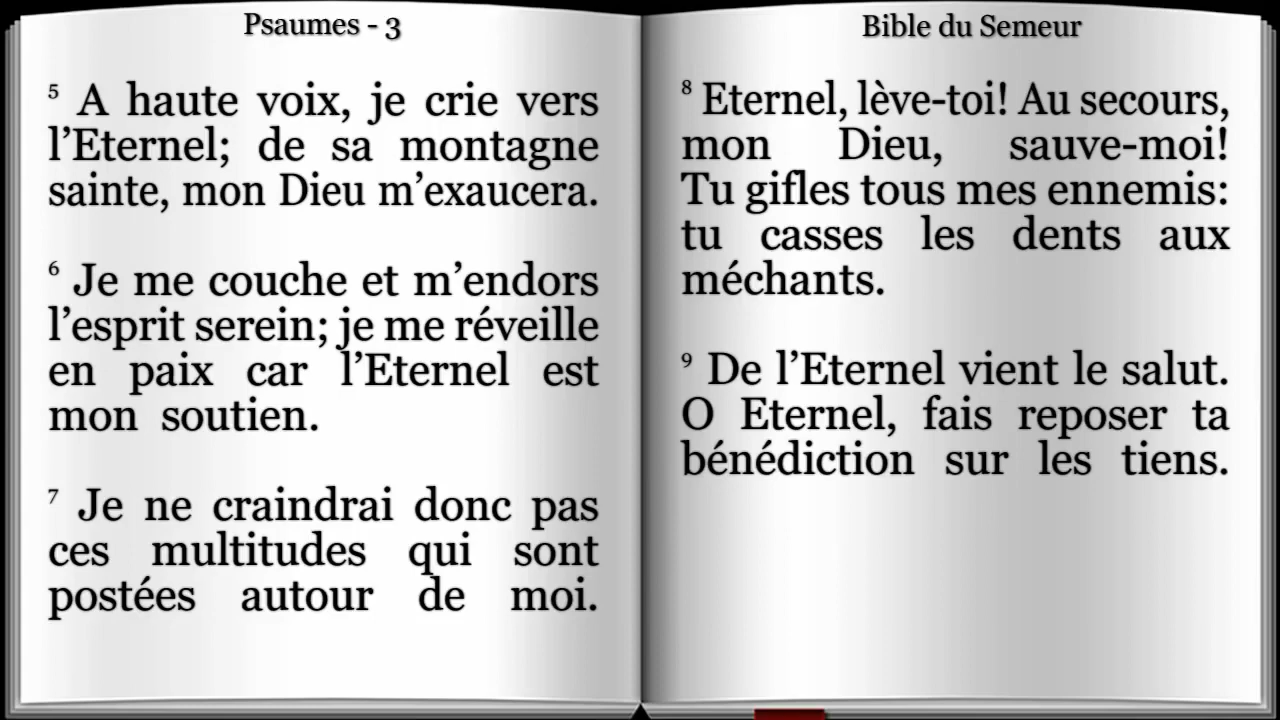 Psaumes - 3
5 A haute voix, je crie vers
l’Eternel; de sa montagne
sainte, mon Dieu m’exaucera.
6 Je me couche et m’endors
l’esprit serein; je me réveille
en paix car l’Eternel est
mon soutien.
7 Je ne craindrai donc pas
ces multitudes qui sont
postées autour de moi.
Bible du Semeur
8 Eternel, lève-toi! Au secours,
mon Dieu, sauve-moi!
Tu gifles tous mes ennemis:
tu casses les dents aux
méchants.
9 De l’Eternel vient le salut.
O Eternel, fais reposer ta
bénédiction sur les tiens.